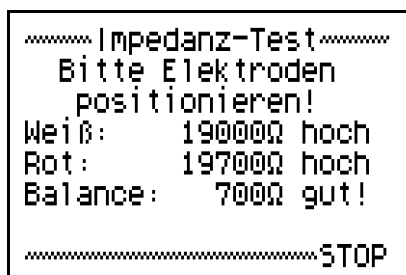 Impedanz-Test
Bitte Elektroden
positionieren!
Weiß: 19000Ω hoch
Rot: 19700Ω hoch
Balance: 700Ω gut!
STOP